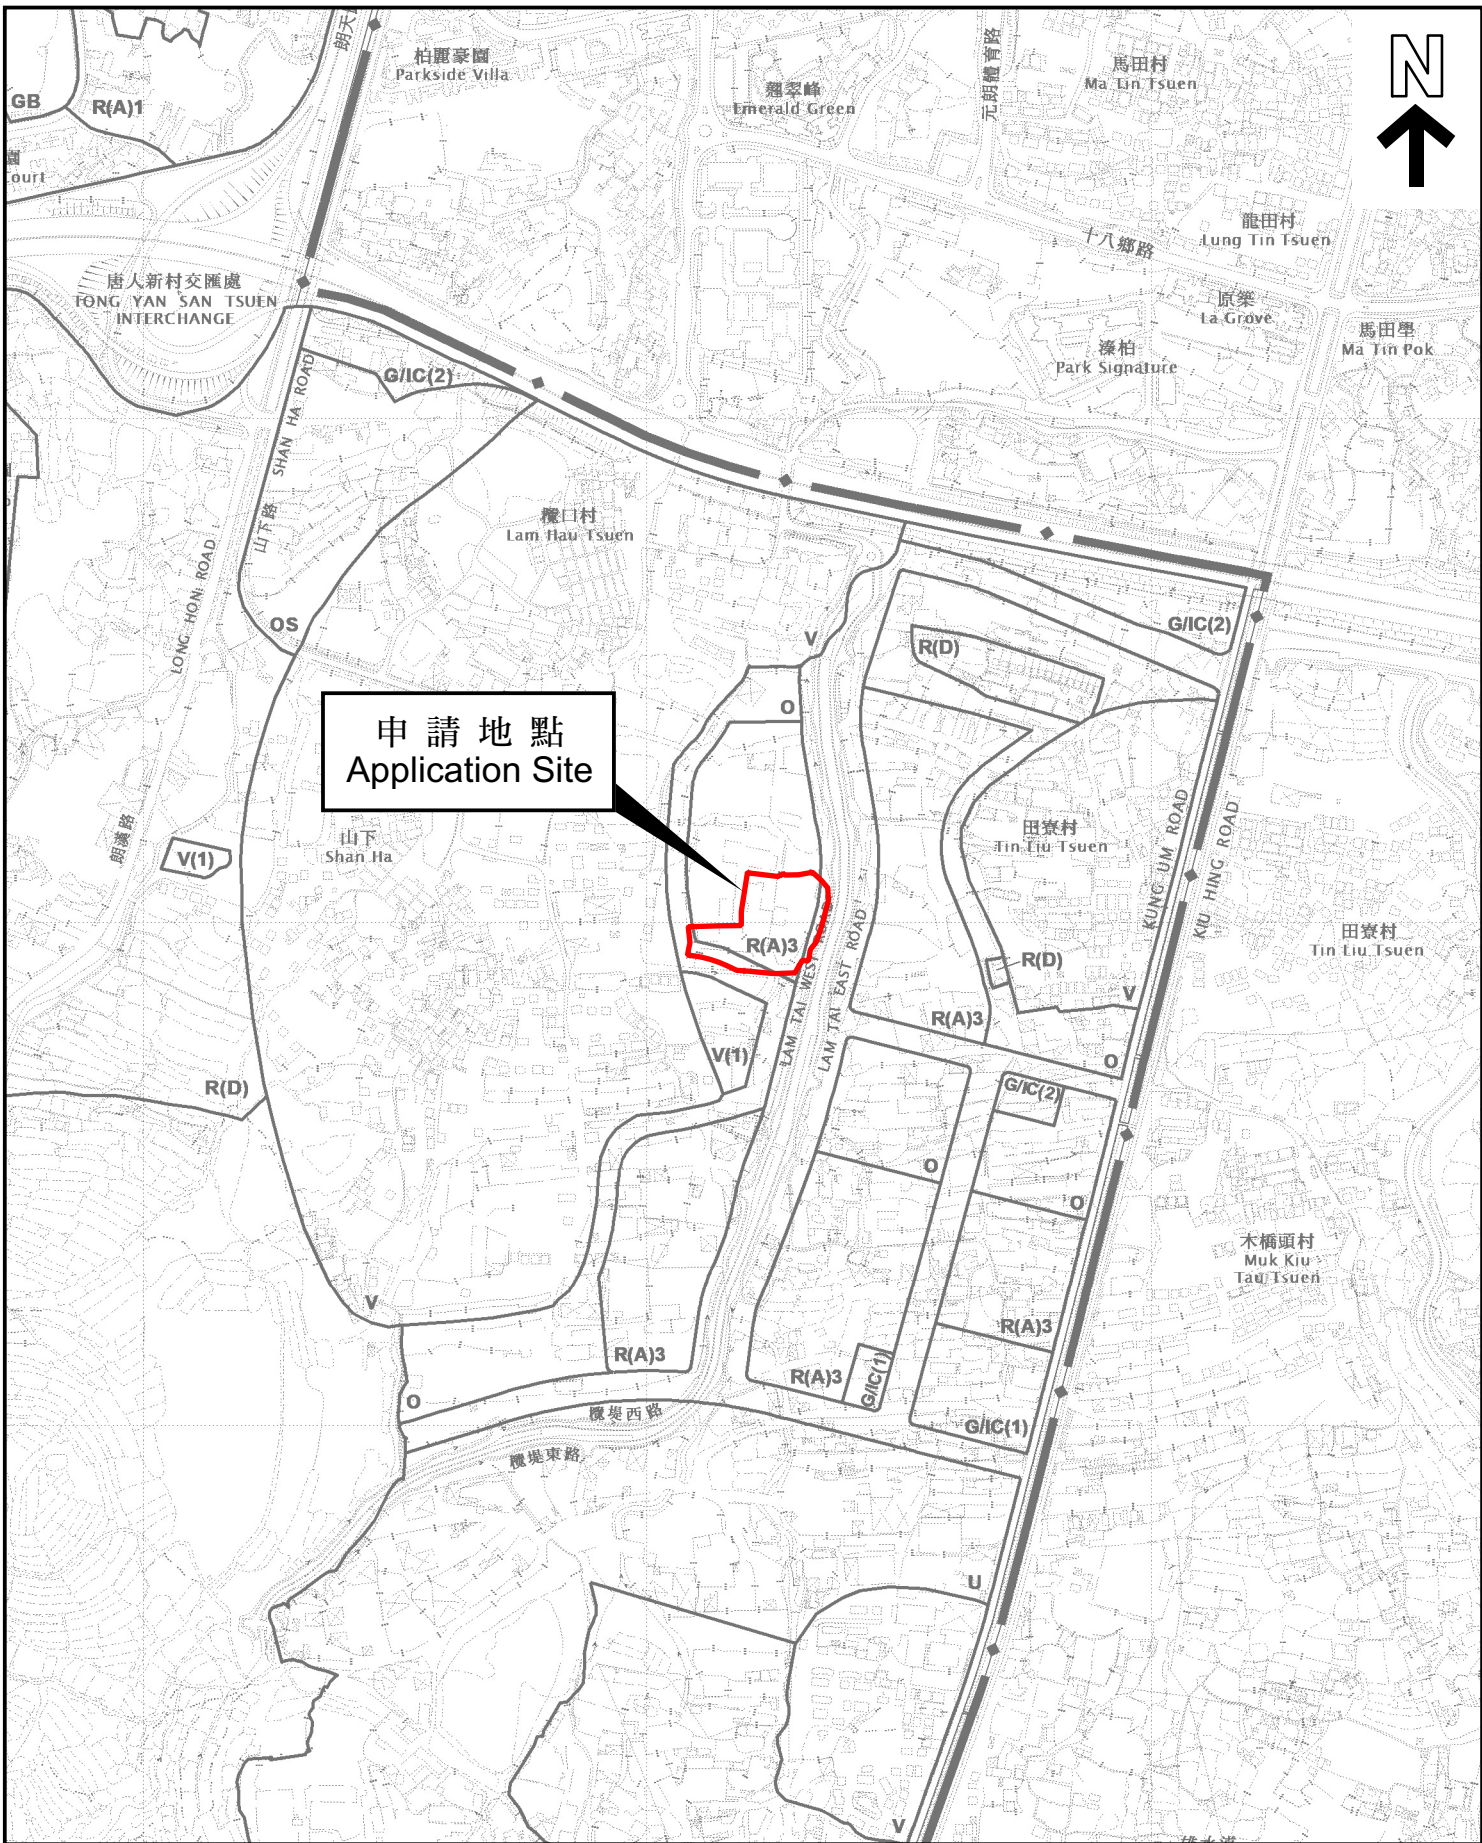 朗天路
柏麗豪園
Parkside Villa
翹翠峰
Emerald Green
元朗體育路
馬田村
Ma Tin Tsuen
N
GB
R(A)1
園
Court
龍田村
Lung Tin Tsuen
十八鄉路
唐人新村交匯處
TONG YAN SAN TSUEN
INTERCHANGE
原築
La Grove
馬田壆
Ma Tin Pok
溱柏
Park Signature
G/IC(2)
山下路 SHAN HA ROAD
欖口村
Lam Hau Tsuen
LONG HON ROAD
朗漢路
OS
V
G/IC(2)
R(D)
O
申請地點
Application Site
山下
Shan Ha
V(1)
田寮村
Tin Liu Tsuen
KUNG UM ROAD
KIU HING ROAD
田寮村
Tin Liu Tsuen
R(A)3
LAM TAI WEST ROAD
LAM TAI EAST ROAD
R(D)
V
R(A)3
O
V(1)
R(D)
G/IC(2)
O
O
木橋頭村
Muk Kiu
Tau Tsuen
V
R(A)3
R(A)3
R(A)3
G/IC(1)
O
欖堤西路
G/IC(1)
欖堤東路
U
V